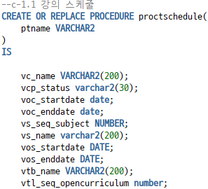 --c-1.1 강의 스케쥴
CREATE OR REPLACE PROCEDURE proctschedule(
    ptname VARCHAR2
)
IS

    vc_name VARCHAR2(200);
    vcp_status varchar2(30);
    voc_startdate date;
    voc_enddate date;
    vs_seq_subject NUMBER;
    vs_name varchar2(200);
    vos_startdate DATE;
    vos_enddate DATE;
    vtb_name VARCHAR2(200);
    vtl_seq_opencurriculum number;